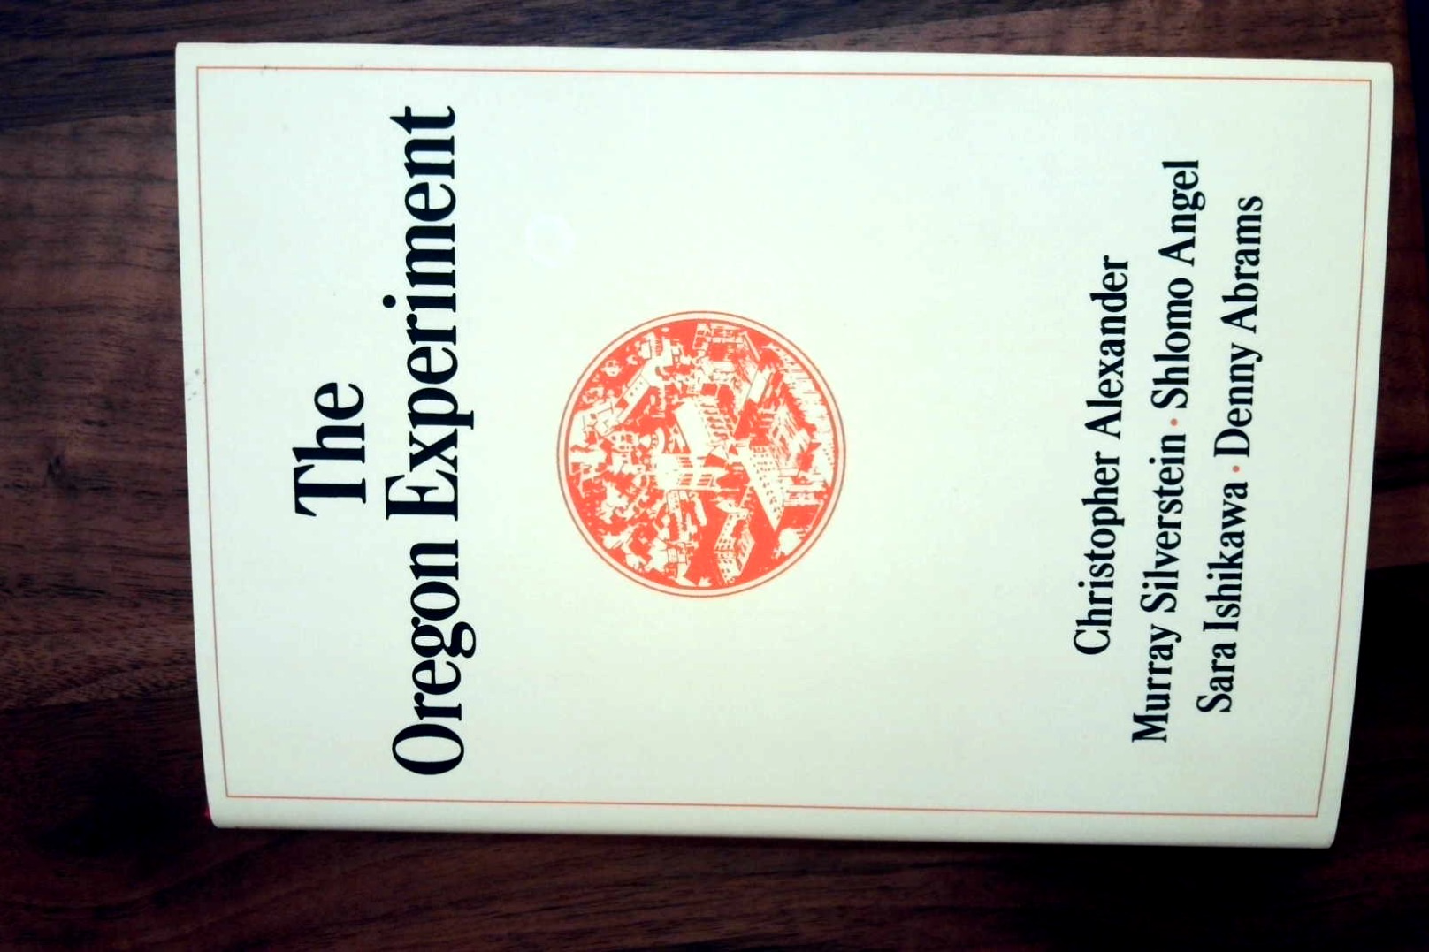 The
Oregon Experiment
Christopher Alexander
Murray Silverstein · Shlomo Angel
Sara Ishikawa · Denny Abrams